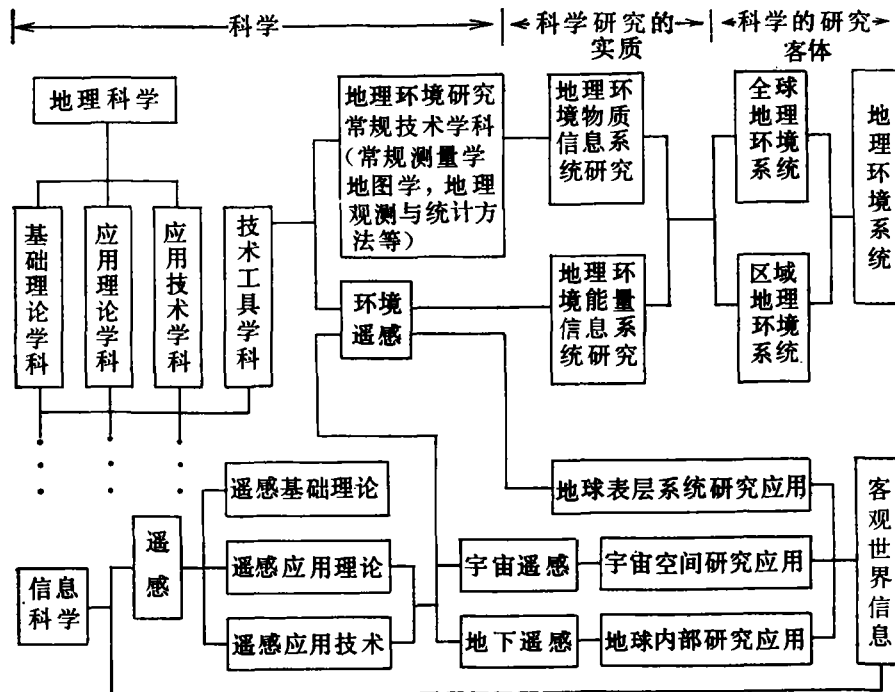 科学
科学研究的
实质
科学的研究
客体
地理科学
基础理论学科
应用理论学科
应用技术学科
技术工具学科
地理环境研究
常规技术学科
(常规测量学
地图学,地理
观测与统计方
法等)
环境
遥感
地理环
境物质
信息系
统研究
地理环
境能量
信息系
统研究
全球
地理
环境
系统
区域
地理
环境
系统
地理环境系统
信息
科学
遥感
遥感基础理论
遥感应用理论
遥感应用技术
宇宙遥感
地下遥感
地球表层系统研究应用
宇宙空间研究应用
地球内部研究应用
客观世界信息